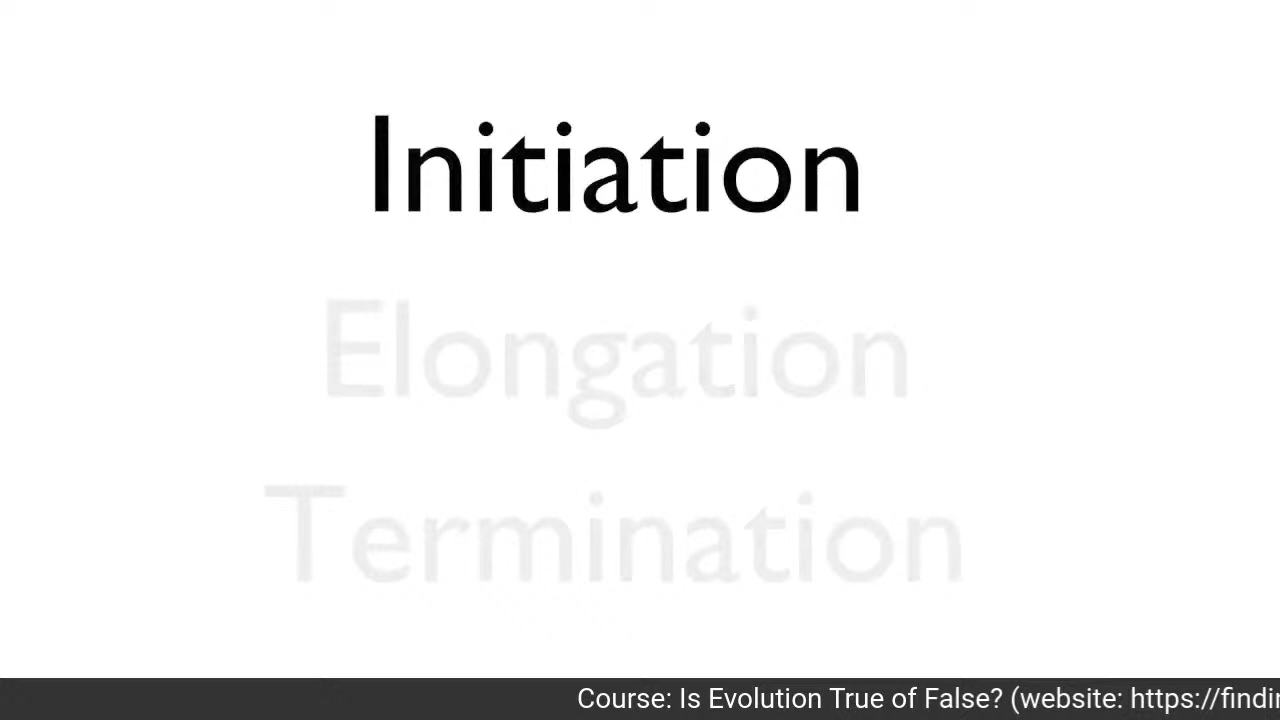 Initiation
Elongation
Termination
Course: Is Evolution True of False? (website: https://findi